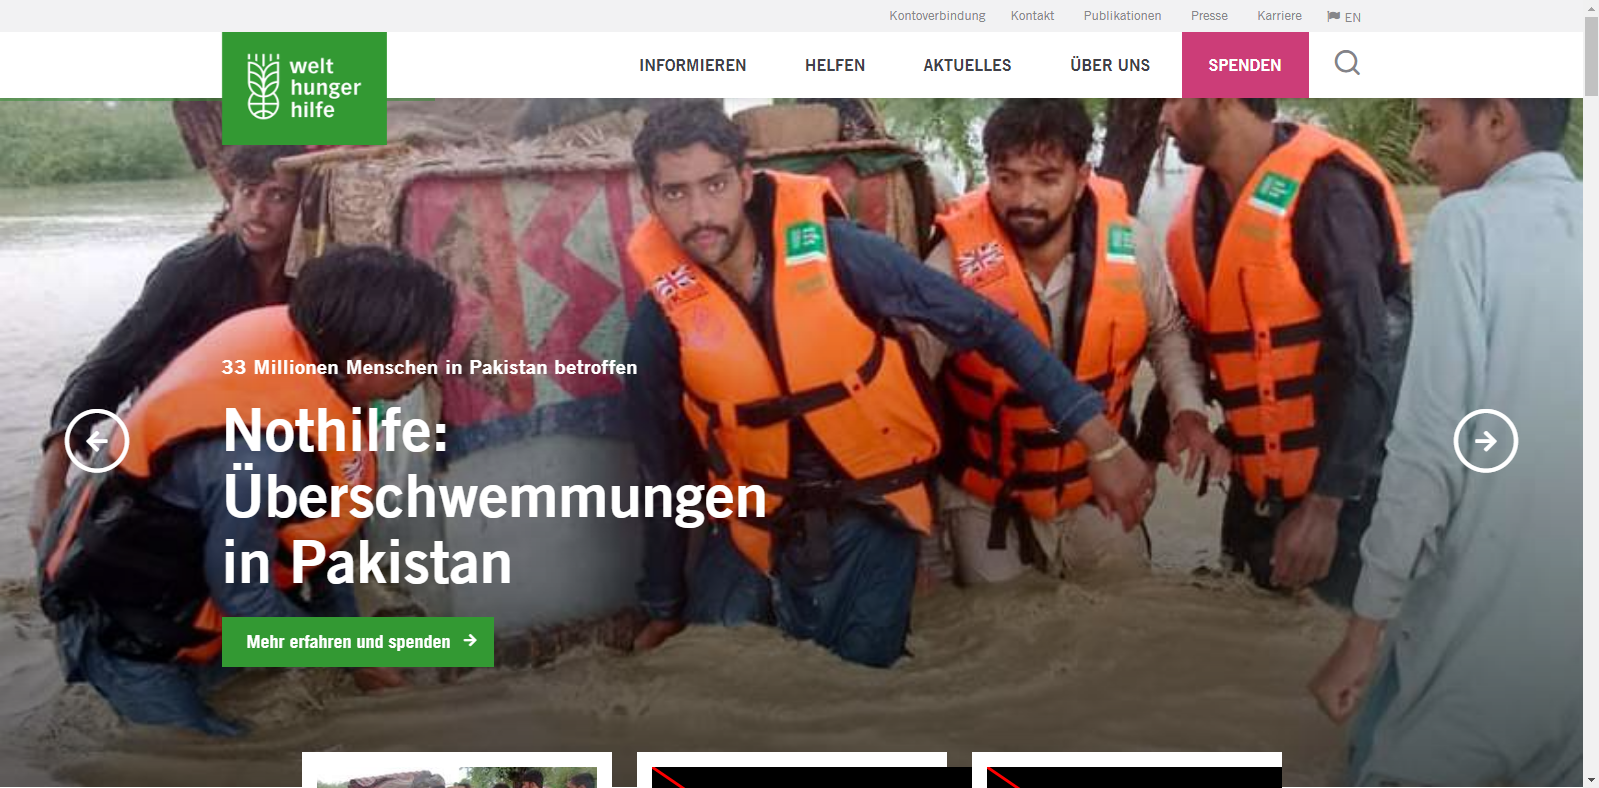 Kontoverbindung Kontakt Publikationen Presse Karriere EN
welt
hunger
hilfe
INFORMIEREN HELFEN AKTUELLES ÜBER UNS SPENDEN
33 Millionen Menschen in Pakistan betroffen
Nothilfe:
Überschwemmungen
in Pakistan
Mehr erfahren und spenden